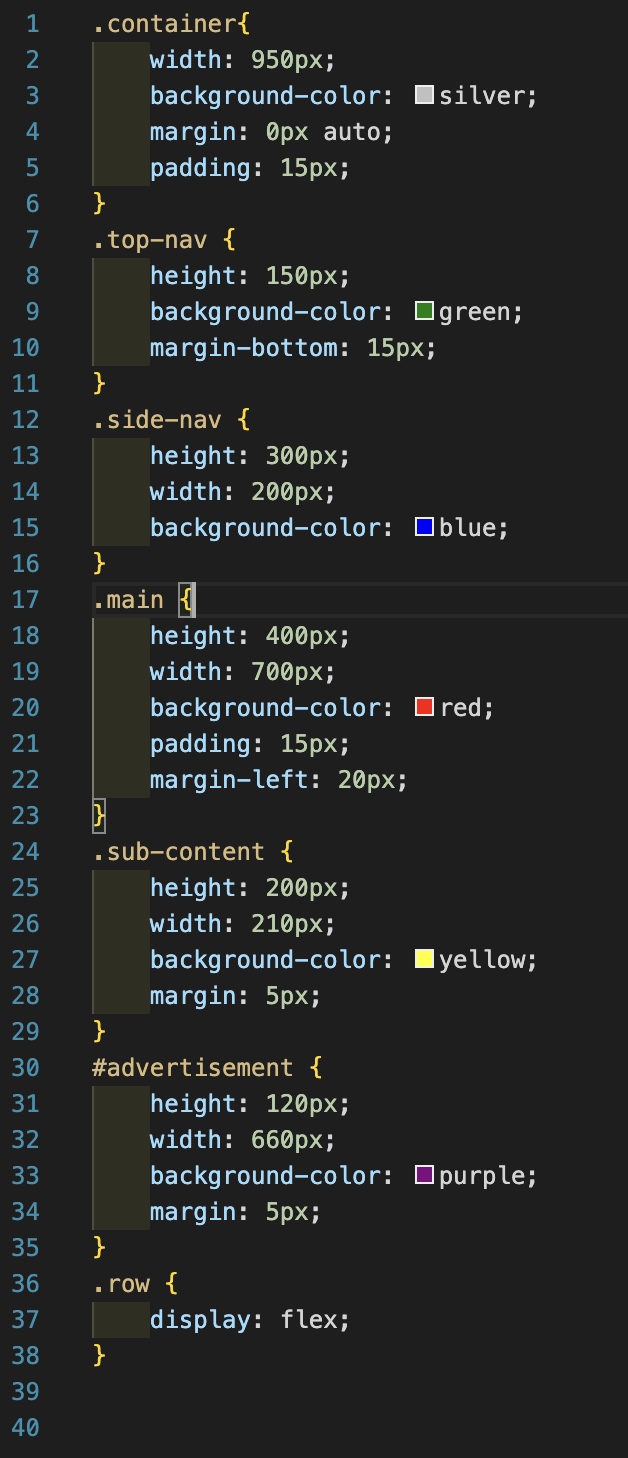 1 .container{
2 width: 950px;
3 background-color: silver;
4 margin: 0px auto;
5 padding: 15px;
6 }
7 .top-nav {
8 height: 150px;
9 background-color: green;
10 margin-bottom: 15px;
11 }
12 .side-nav {
13 height: 300px;
14 width: 200px;
15 background-color: blue;
16 }
17 .main {
18 height: 400px;
19 width: 700px;
20 background-color: red;
21 padding: 15px;
22 margin-left: 20px;
23 }
24 .sub-content {
25 height: 200px;
26 width: 210px;
27 background-color: yellow;
28 margin: 5px;
29 }
30 #advertisement {
31 height: 120px;
32 width: 660px;
33 background-color: purple;
34 margin: 5px;
35 }
36 .row {
37 display: flex;
38 }
39
40